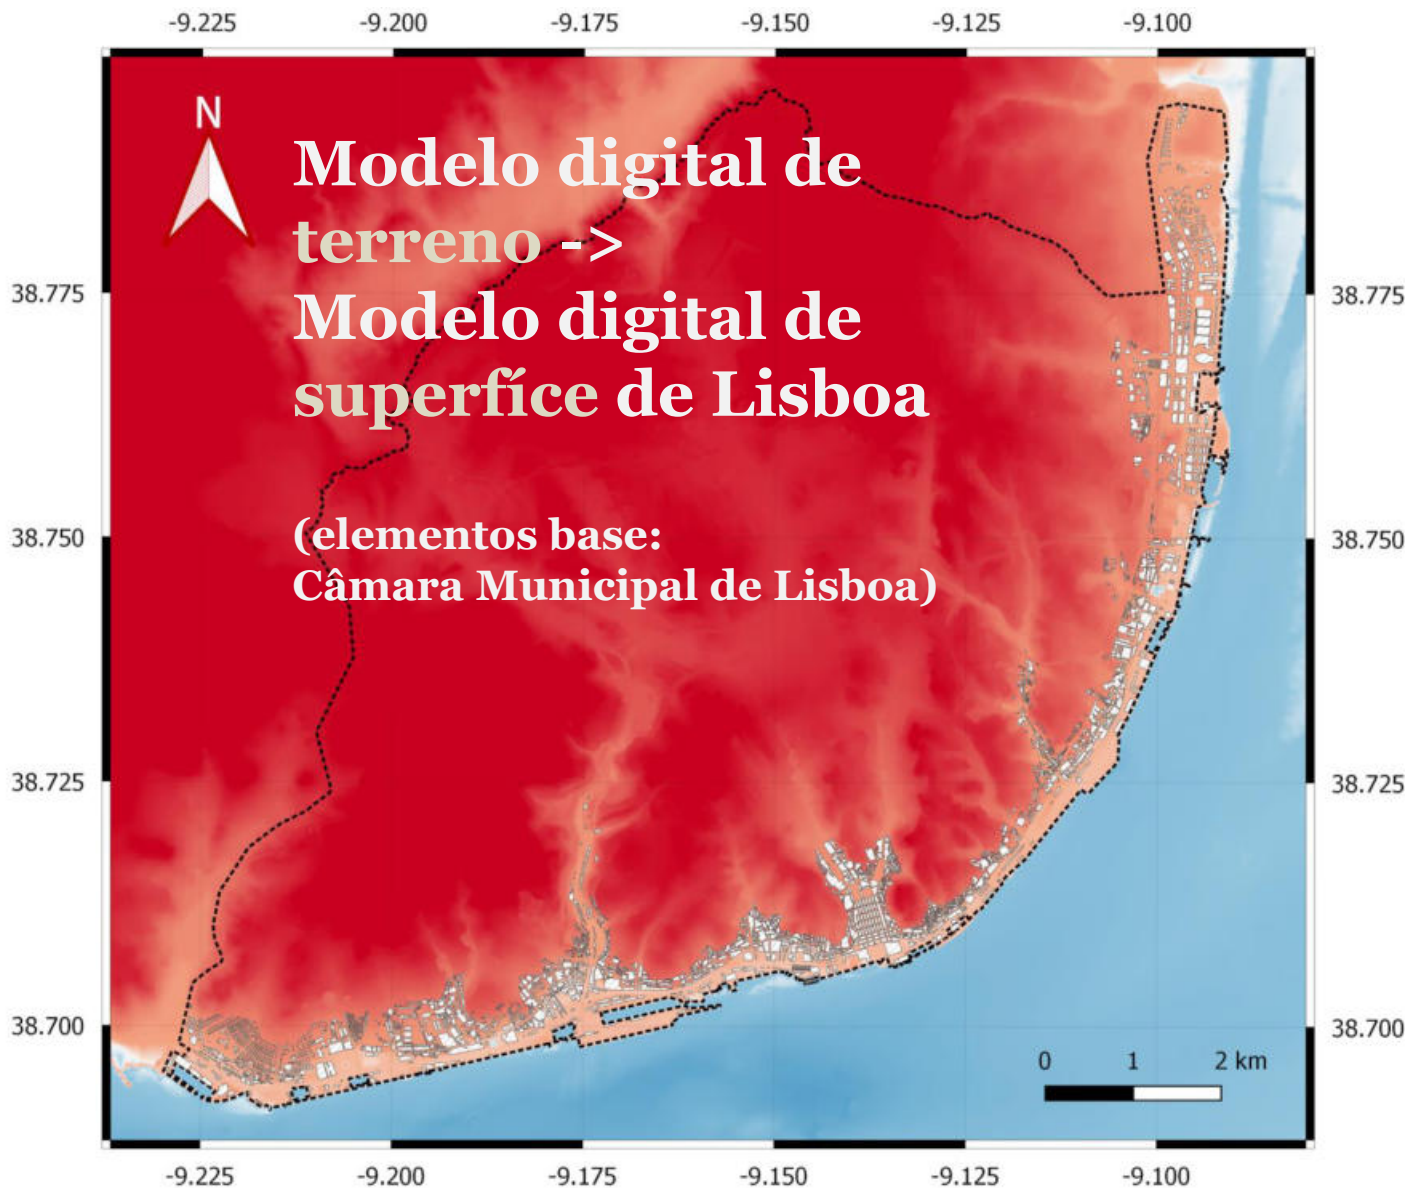 -9.225 -9.200 -9.175 -9.150 -9.125 -9.100
N
Modelo digital de
terreno ->
Modelo digital de
superfíce de Lisboa
(elementos base:
Câmara Municipal de Lisboa)
38.775 38.775
38.750 38.750
38.725 38.725
38.700 38.700
0 1 2 km
-9.225 -9.200 -9.175 -9.150 -9.125 -9.100